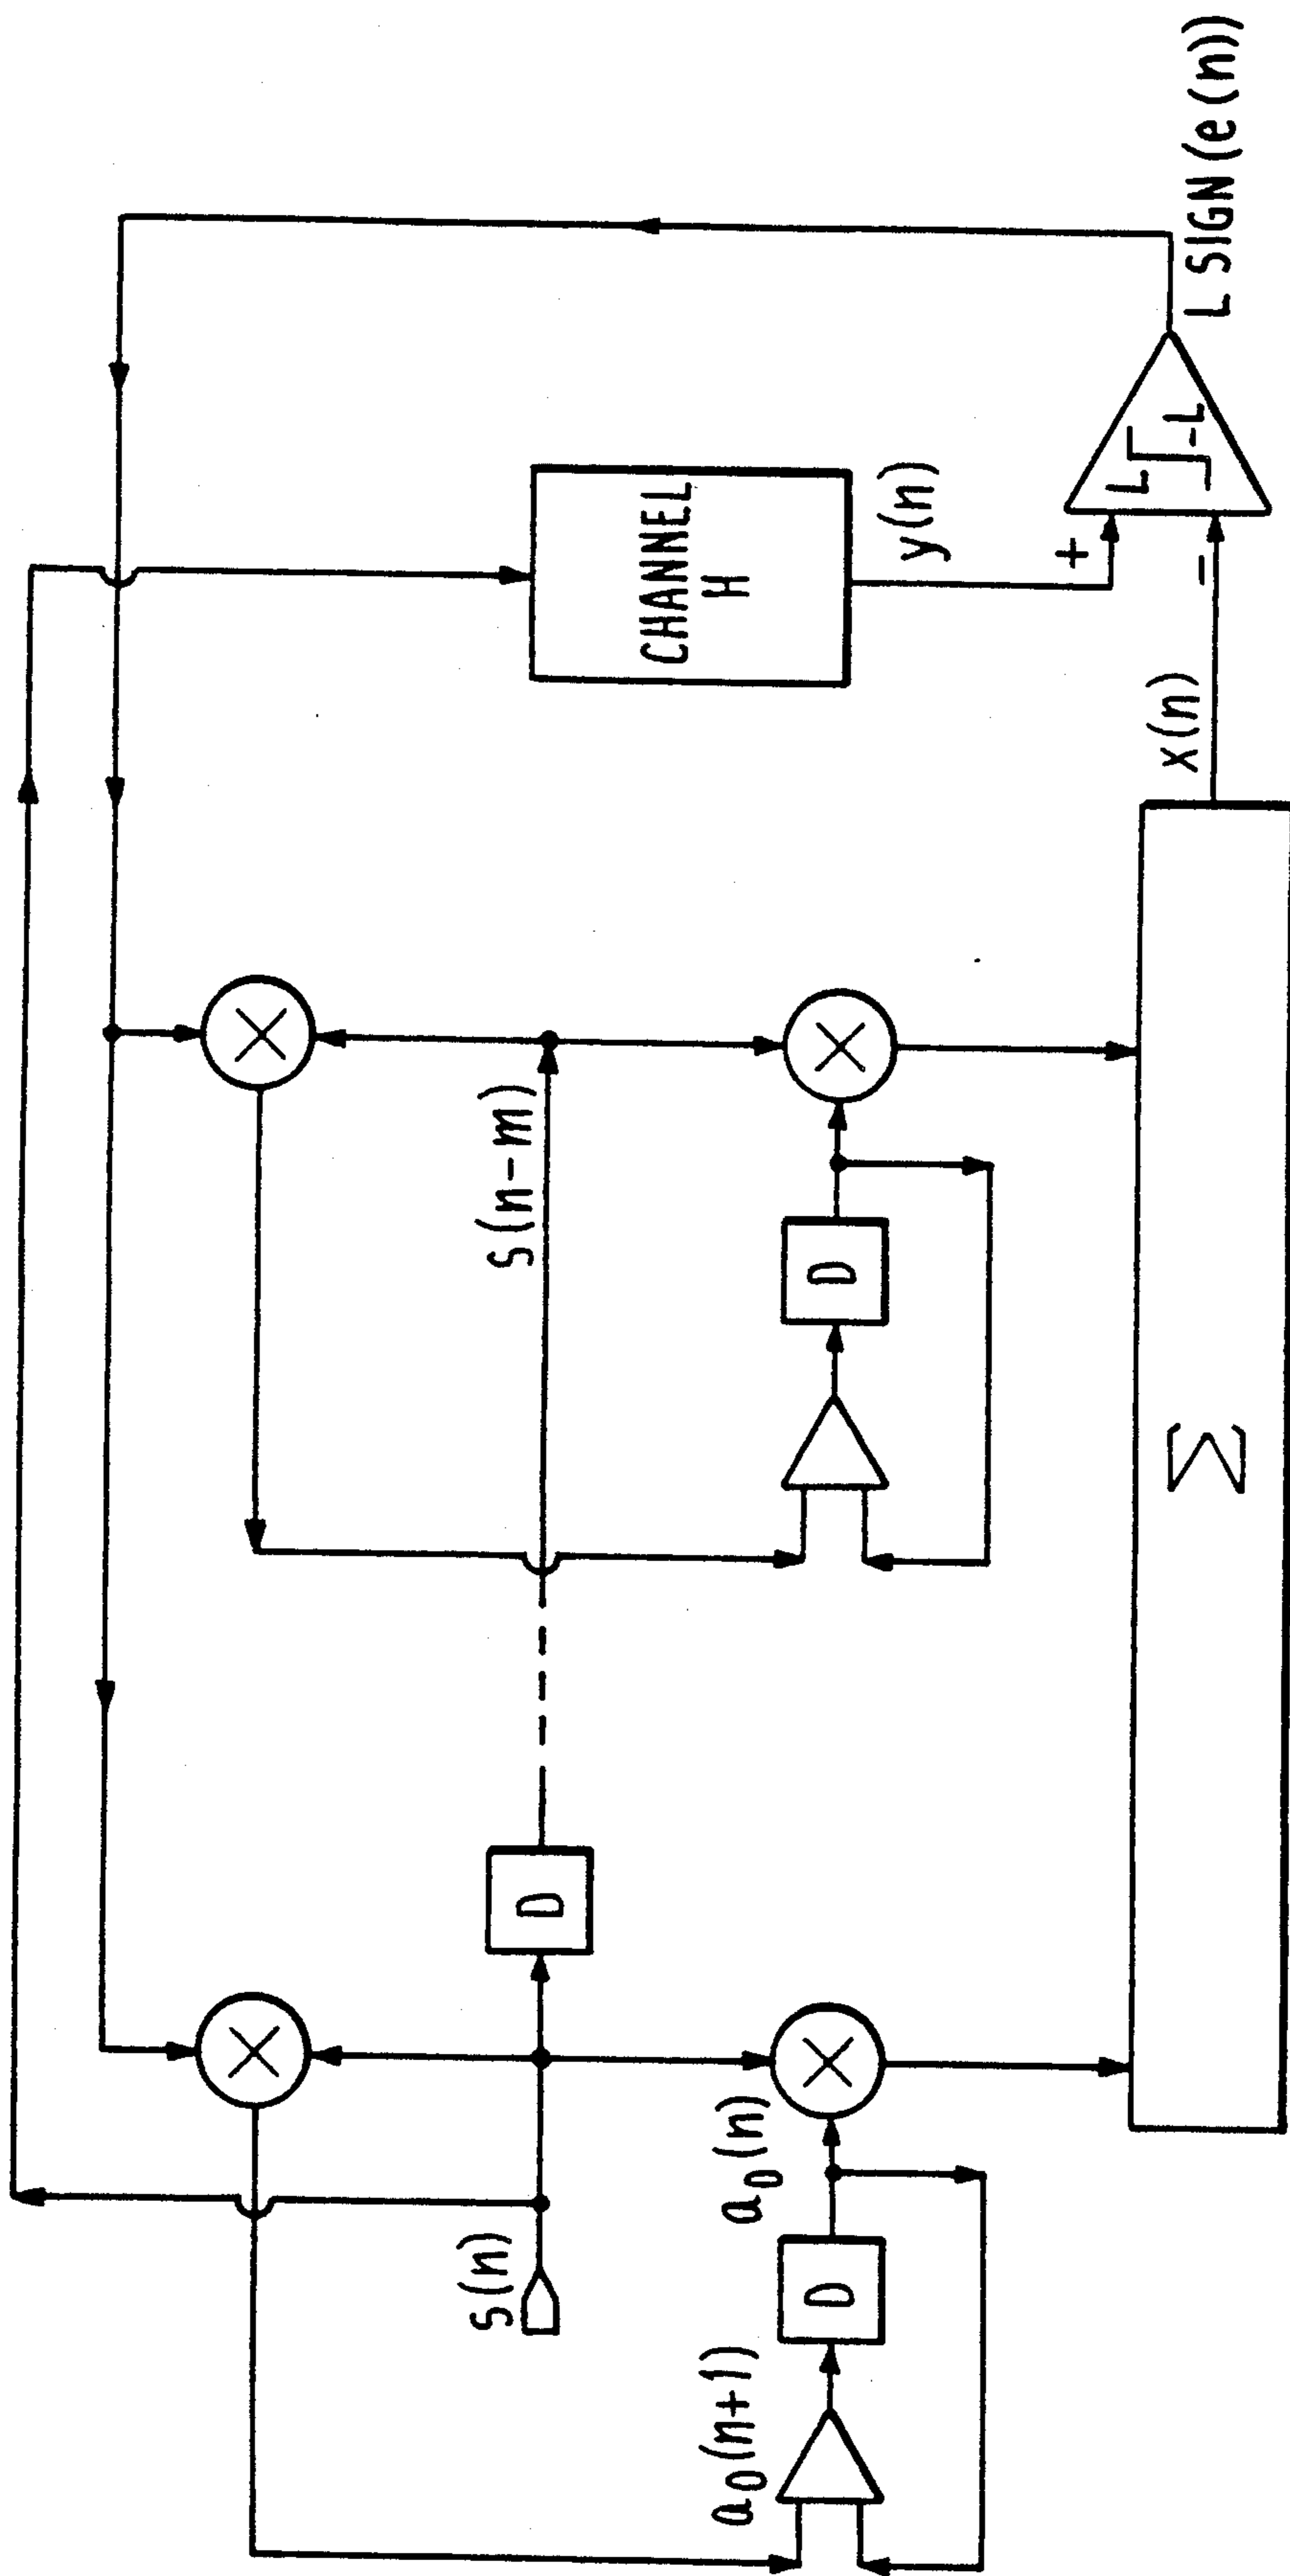 S(n)
D
S(n-m)
CHANNEL
H
y(n)
a0(n+1)
D
a0(n)
D
+
-
L
-L
L SIGN(e(n))
Σ
x(n)